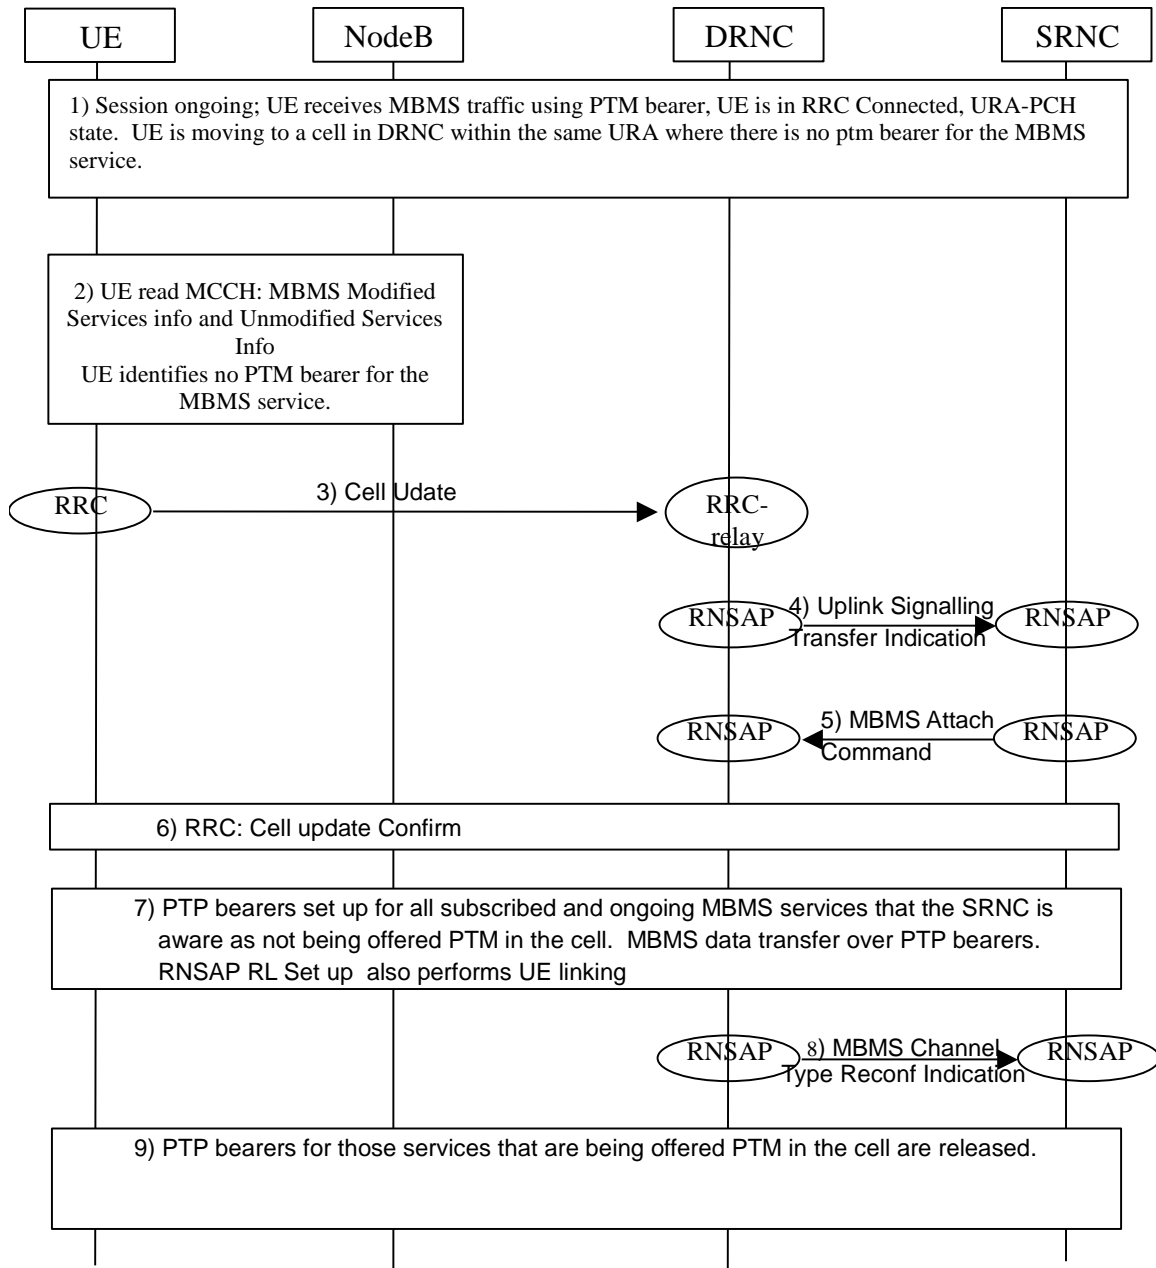 UE
NodeB
DRNC
SRNC
1) Session ongoing; UE receives MBMS traffic using PTM bearer, UE is in RRC Connected, URA-PCH
state.  UE is moving to a cell in DRNC within the same URA where there is no ptm bearer for the MBMS
service.
2) UE read MCCH: MBMS Modified
Services info and Unmodified Services
Info
UE identifies no PTM bearer for the
MBMS service.
RRC
3) Cell Udate
RRC-
relay
RNSAP
4) Uplink Signalling
Transfer Indication
RNSAP
RNSAP
5) MBMS Attach
Command
RNSAP
6) RRC: Cell update Confirm
7) PTP bearers set up for all subscribed and ongoing MBMS services that the SRNC is
aware as not being offered PTM in the cell.  MBMS data transfer over PTP bearers.
RNSAP RL Set up  also performs UE linking
RNSAP
8) MBMS Channel
Type Reconf Indication
RNSAP
9) PTP bearers for those services that are being offered PTM in the cell are released.